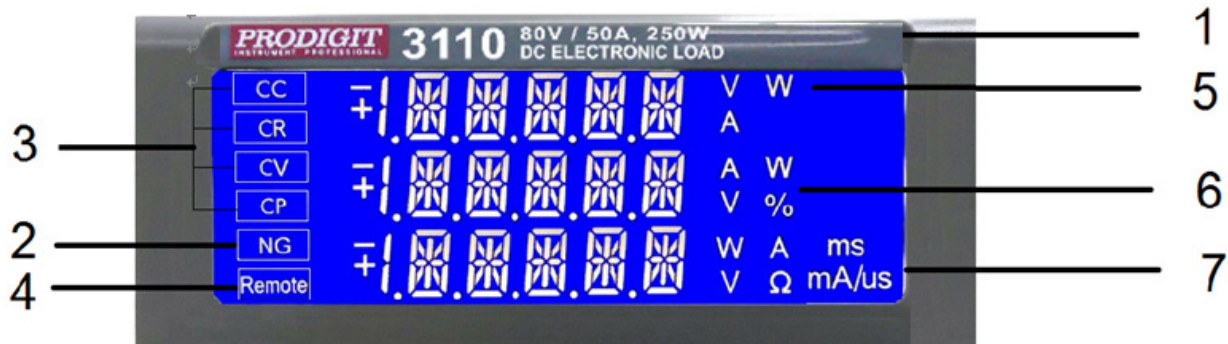 PRODIGIT
INSTRUMENT PROFESSIONAL
3110
80V / 50A, 250W
DC ELECTRONIC LOAD
1
CC
V W
5
CR
A
3
CV
A W
6
CP
V %
2
NG
W A ms
7
4
Remote
V Ω mA/us